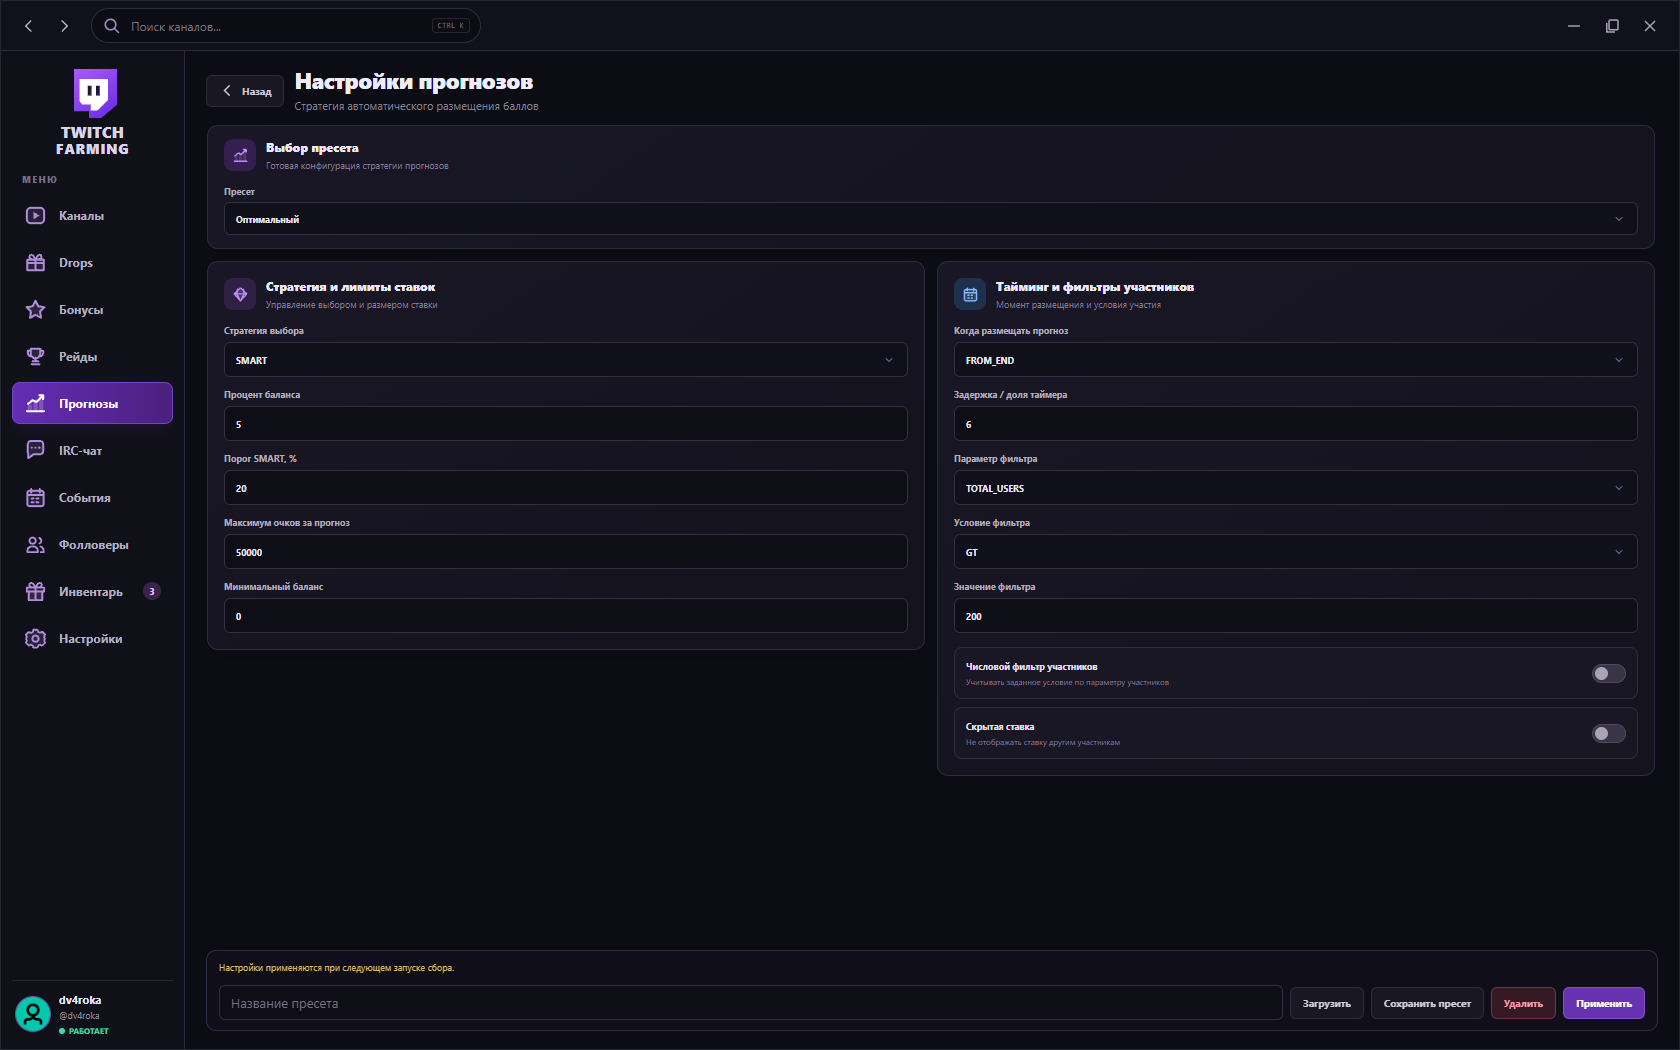 Поиск каналов...
CTRL K
TWITCH
FARMING
МЕНЮ
Каналы
Drops
Бонусы
Рейды
Прогнозы
IRC-чат
События
Фолловеры
Инвентарь
3
Настройки
dv4roka
@dv4roka
РАБОТАЕТ
Назад
Настройки прогнозов
Стратегия автоматического размещения баллов
Выбор пресета
Готовая конфигурация стратегии прогнозов
Пресет
Оптимальный
Стратегия и лимиты ставок
Управление выбором и размером ставки
Стратегия выбора
SMART
Процент баланса
5
Порог SMART, %
20
Максимум очков за прогноз
50000
Минимальный баланс
0
Тайминг и фильтры участников
Момент размещения и условия участия
Когда размещать прогноз
FROM_END
Задержка / доля таймера
6
Параметр фильтра
TOTAL_USERS
Условие фильтра
GT
Значение фильтра
200
Числовой фильтр участников
Учитывать заданное условие по параметру участников
Скрытая ставка
Не отображать ставку другим участникам
Настройки применяются при следующем запуске сбора.
Название пресета
Загрузить
Сохранить пресет
Удалить
Применить